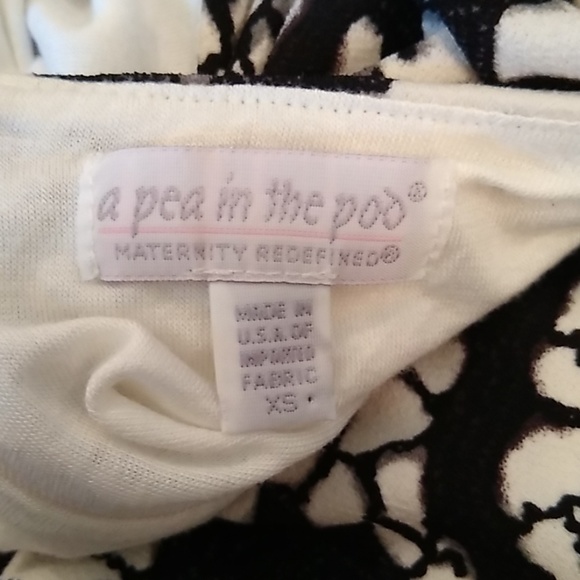 a pea in the pod®
MATERNITY REDEFINED®
MADE IN
U.S.A. OF
IMPORTED
FABRIC
XS